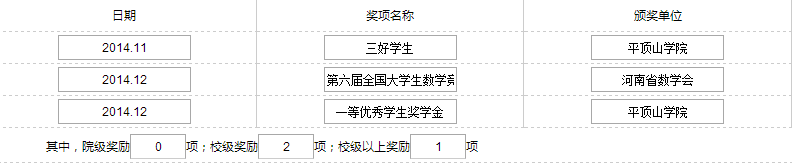 日期 奖项名称 颁奖单位
2014.11 三好学生 平顶山学院
2014.12 第六届全国大学生数学 河南省数学会
2014.12 一等优秀学生奖学金 平顶山学院
其中，院级奖励 0 项；校级奖励 2 项；校级以上奖励 1 项